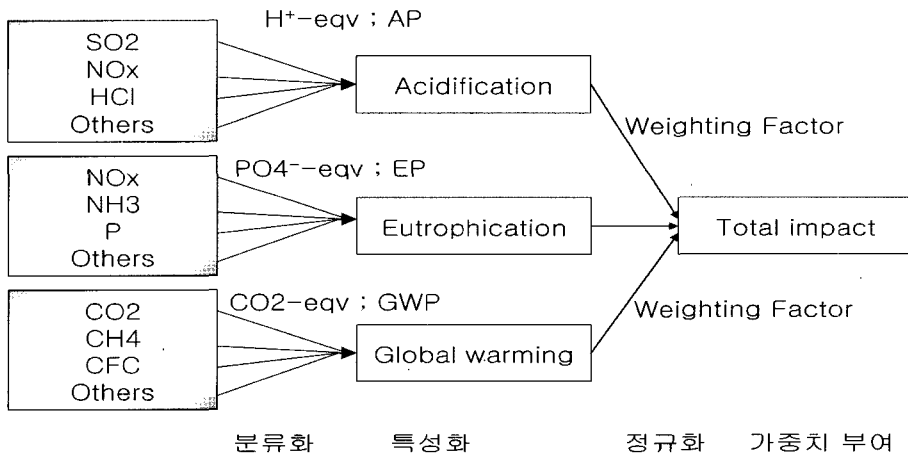 H⁺-eqv ; AP
SO2
NOx
HCl
Others
Acidification
Weighting Factor
PO4⁻-eqv ; EP
NOx
NH3
P
Others
Eutrophication
Total impact
CO2-eqv ; GWP
CO2
CH4
CFC
Others
Global warming
Weighting Factor
분류화 특성화 정규화 가중치 부여